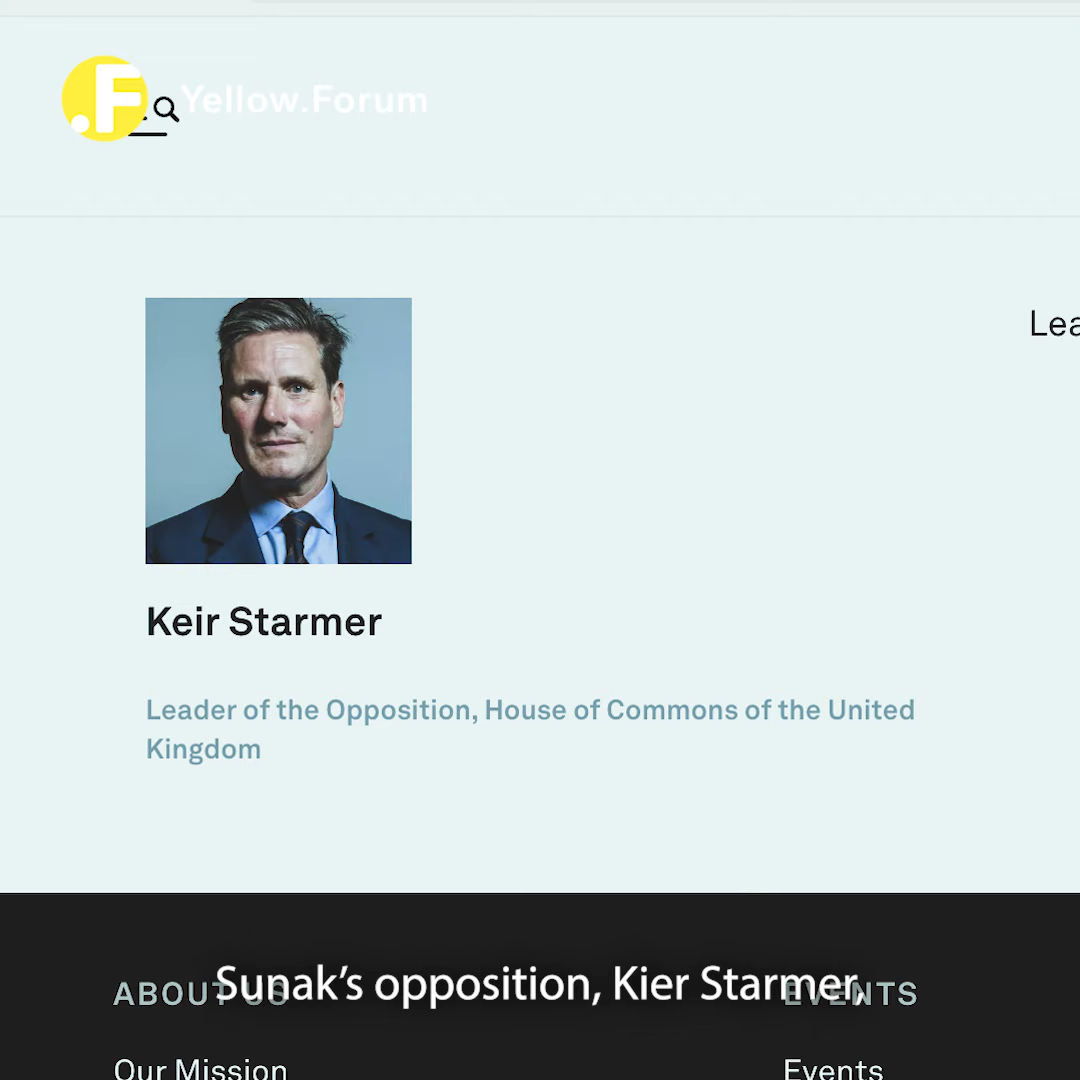 .F Yellow.Forum
Lea
Keir Starmer
Leader of the Opposition, House of Commons of the United
Kingdom
Sunak’s opposition, Kier Starmer,
ABOUT US
EVENTS
Our Mission
Events